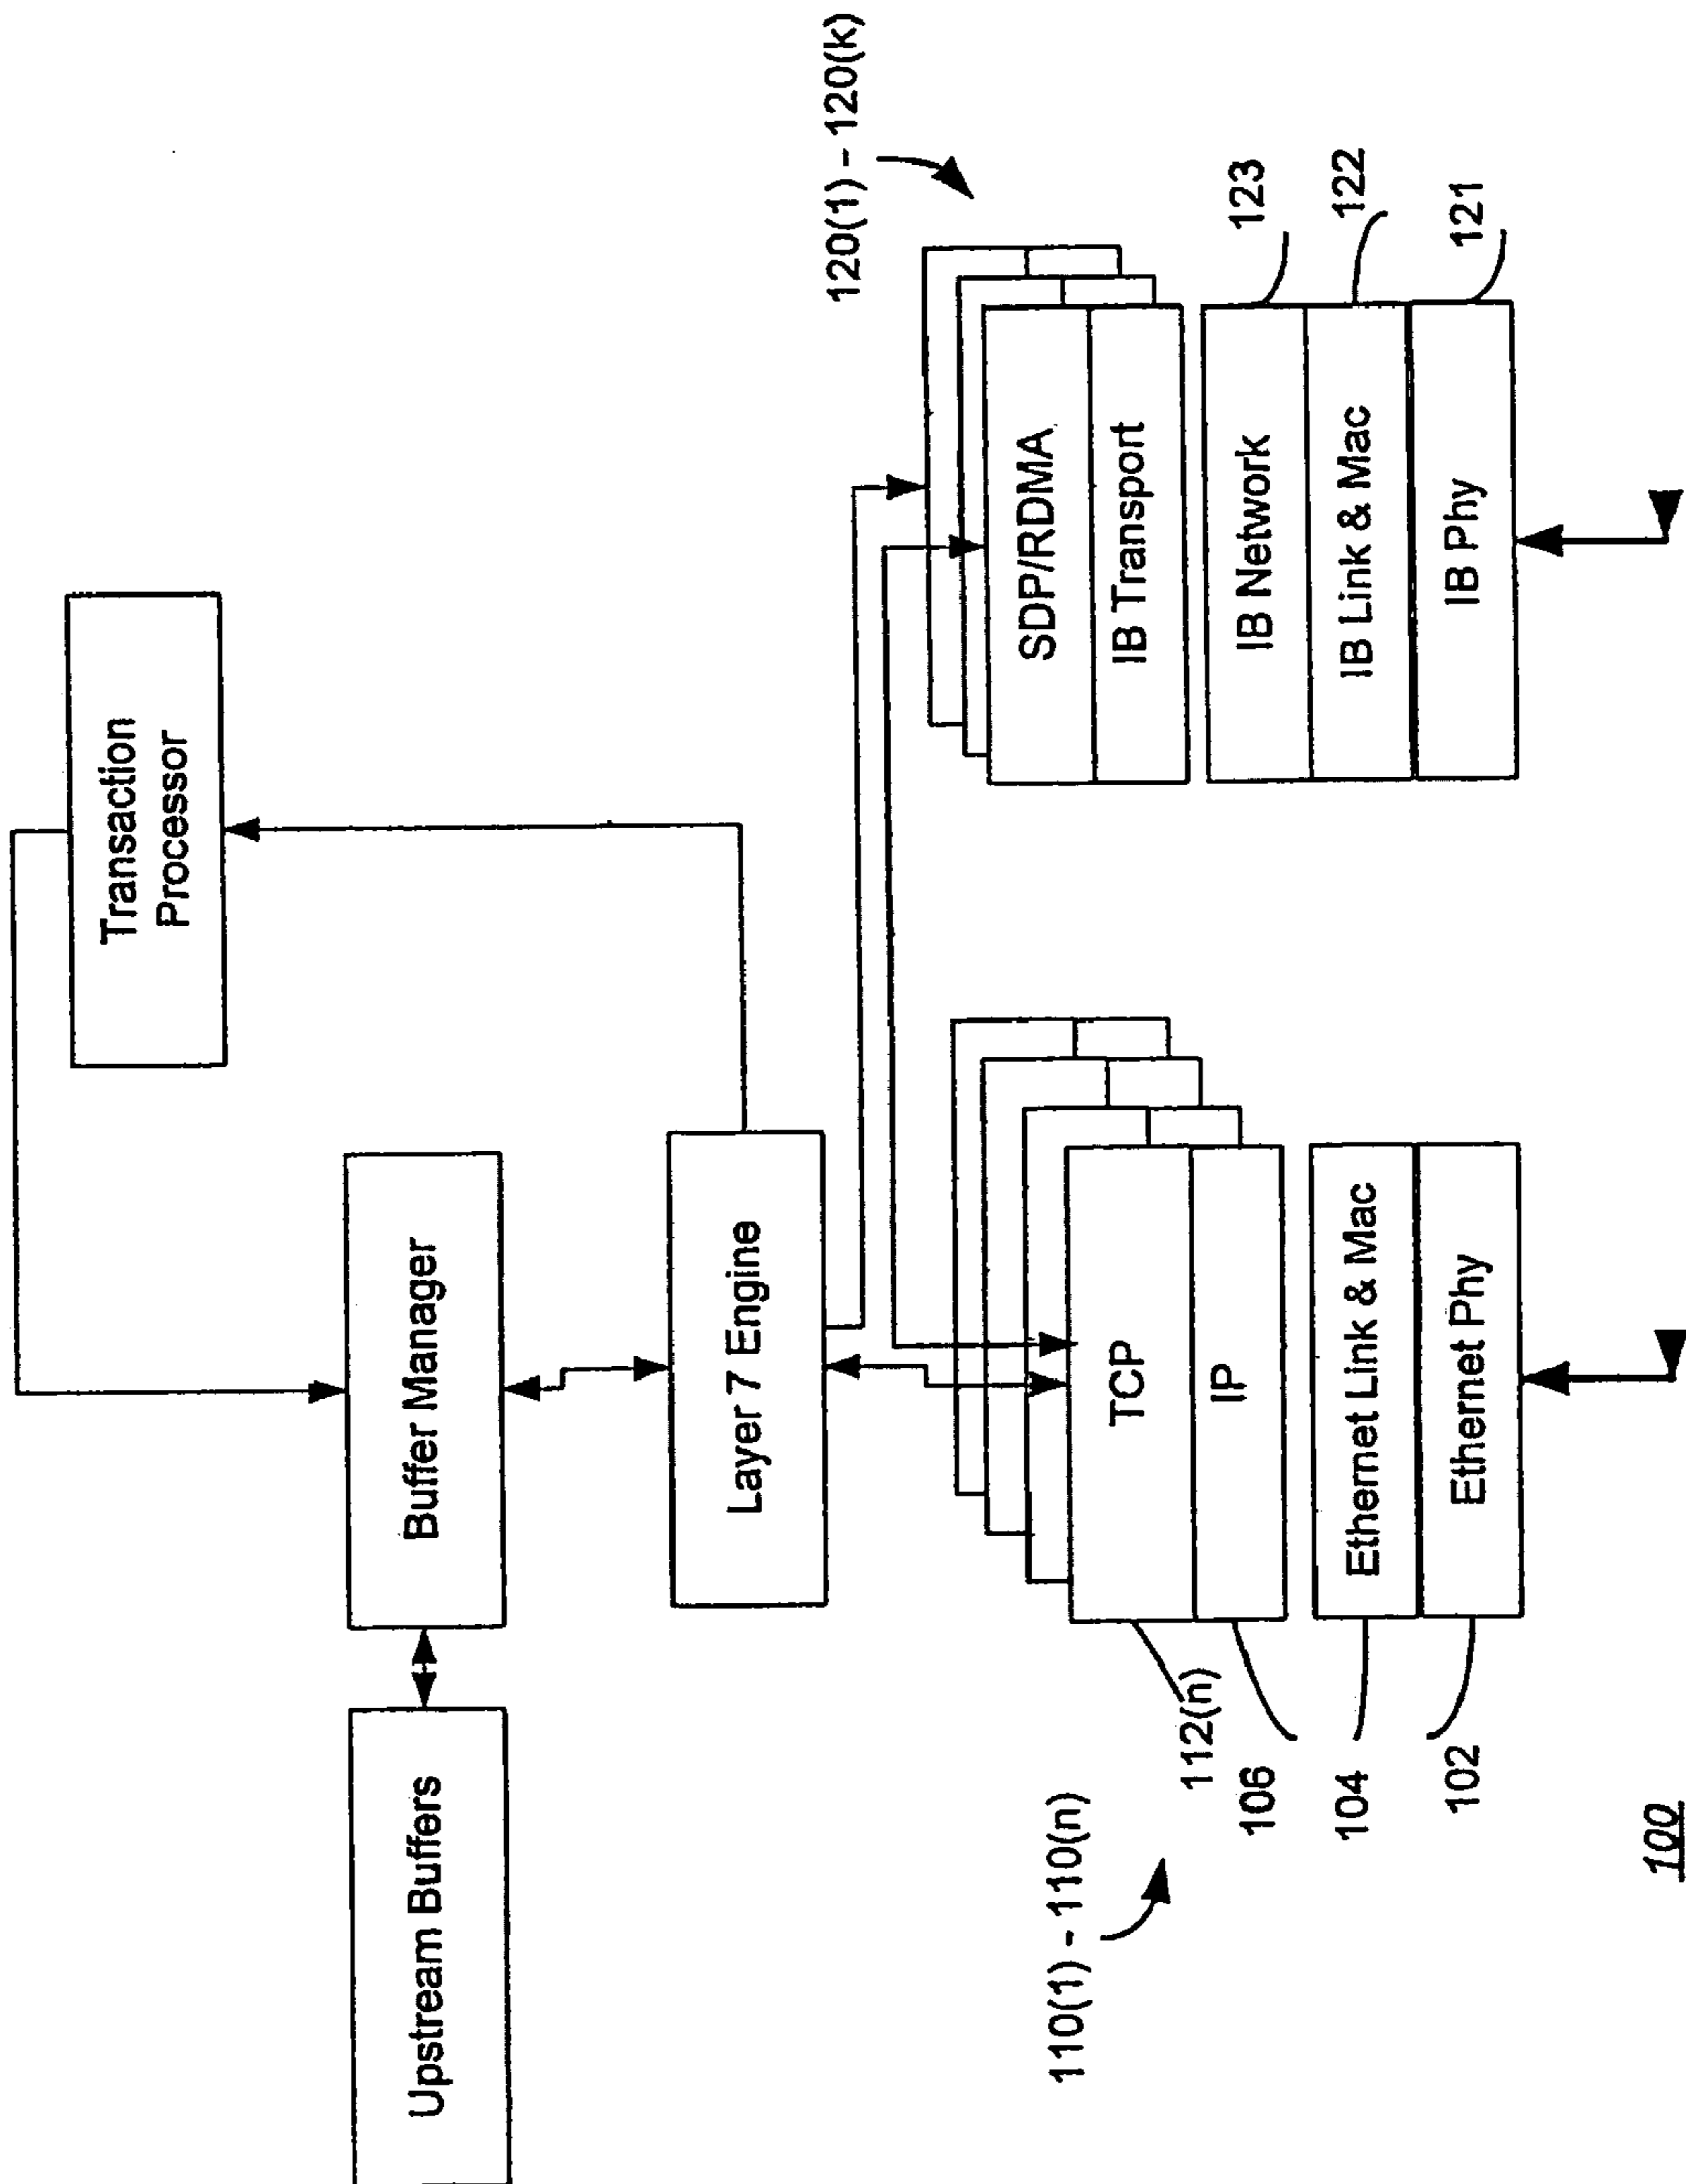 Transaction
Processor
Upstream Buffers
Buffer Manager
Layer 7 Engine
120(1) - 120(k)
110(1) - 110(n)
TCP
IP
112(n)
106
Ethernet Link & Mac
104
Ethernet Phy
102
SDP/RDMA
IB Transport
IB Network
123
IB Link & Mac
122
IB Phy
121
100